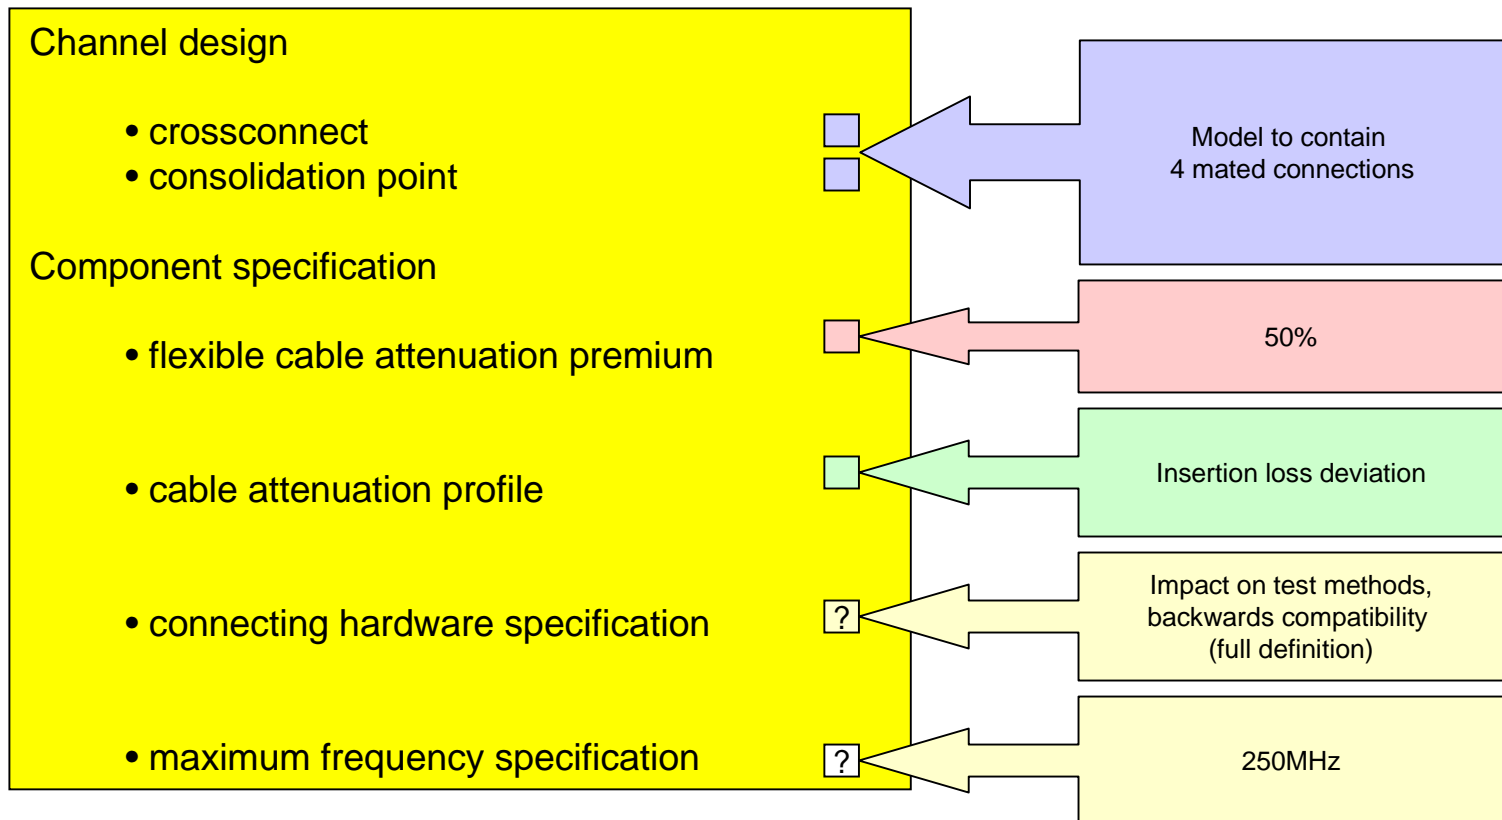 Channel design
• crossconnect
• consolidation point
Model to contain
4 mated connections
Component specification
• flexible cable attenuation premium
50%
• cable attenuation profile
Insertion loss deviation
• connecting hardware specification
?
Impact on test methods,
backwards compatibility
(full definition)
• maximum frequency specification
?
250MHz